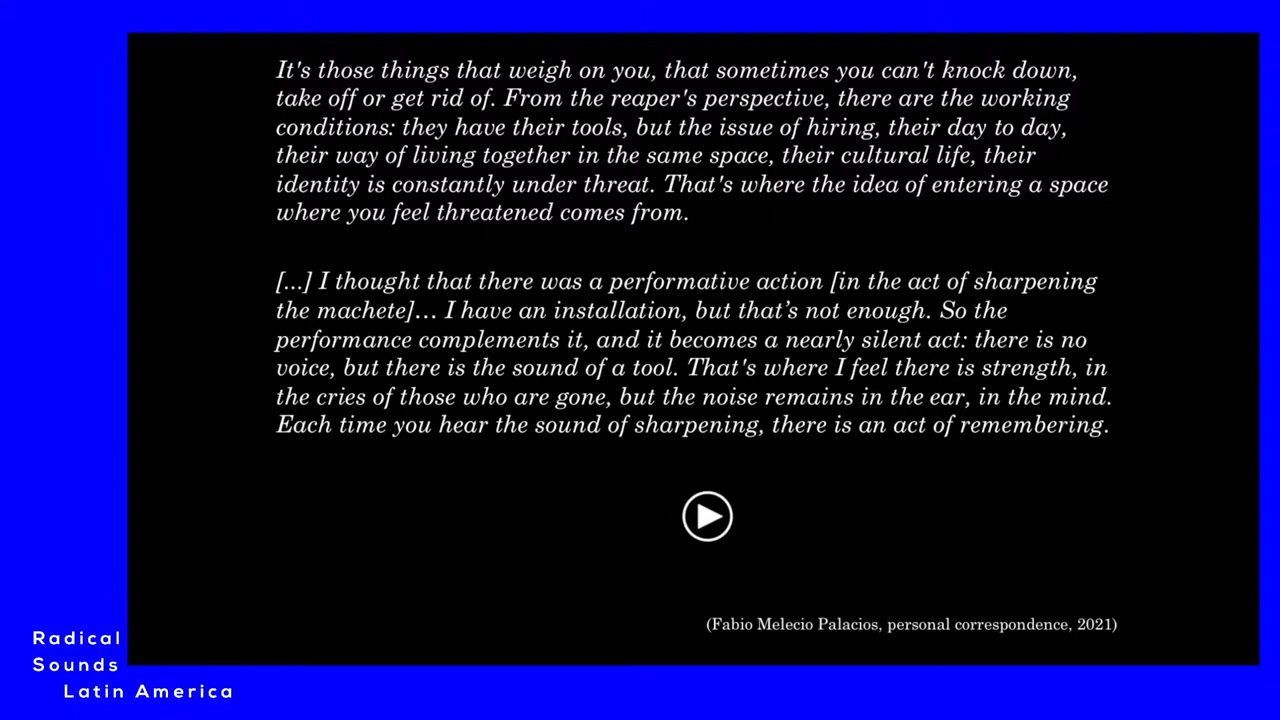 It's those things that weigh on you, that sometimes you can't knock down,
take off or get rid of. From the reaper's perspective, there are the working
conditions: they have their tools, but the issue of hiring, their day to day,
their way of living together in the same space, their cultural life, their
identity is constantly under threat. That's where the idea of entering a space
where you feel threatened comes from.
[...] I thought that there was a performative action [in the act of sharpening
the machete]... I have an installation, but that’s not enough. So the
performance complements it, and it becomes a nearly silent act: there is no
voice, but there is the sound of a tool. That's where I feel there is strength, in
the cries of those who are gone, but the noise remains in the ear, in the mind.
Each time you hear the sound of sharpening, there is an act of remembering.
(Fabio Melecio Palacios, personal correspondence, 2021)
Radical
Sounds
Latin America